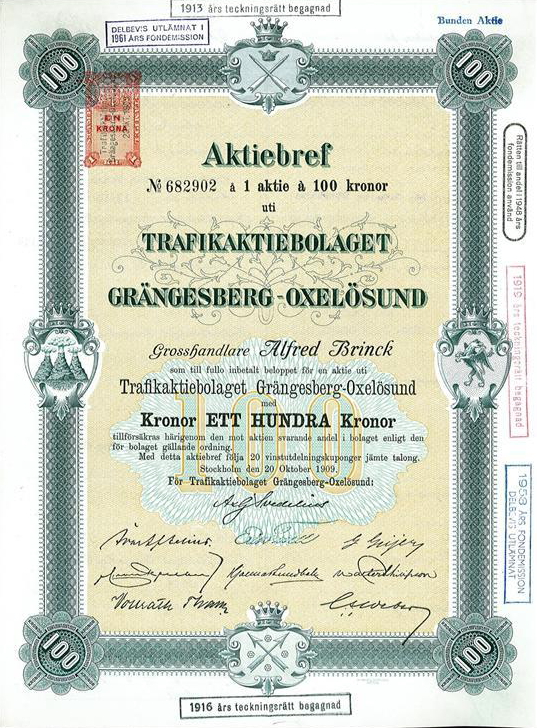 1913 års teckningsrätt begagnad
DELBEVIS UTLÄMNAT I
1961 ÅRS FONDEMISSION
Bunden Aktie
100
100
EN
KRONA
Aktiebref
№ 682902 à 1 aktie à 100 kronor
uti
TRAFIKAKTIEBOLAGET
GRÄNGESBERG-OXELÖSUND
Rätten till andel i 1948 års
fondemission använd
1919 års teckningsrätt begagnad
Grosshandlare Alfred Brinck
som till fullo inbetalt beloppet för en aktie uti
Trafikaktiebolaget Grängesberg-Oxelösund
med
Kronor ETT HUNDRA Kronor
100
tillförsäkras härigenom den mot aktien svarande andel i bolaget enligt den
för bolaget gällande ordning.
Med detta aktiebref följa 20 vinstutdelningskuponger jämte talong.
Stockholm den 20 Oktober 1909.
För Trafikaktiebolaget Grängesberg-Oxelösund:
1958 ÅRS FONDEMISSION
DELBEVIS UTLÄMNAT
100
100
1916 års teckningsrätt begagnad